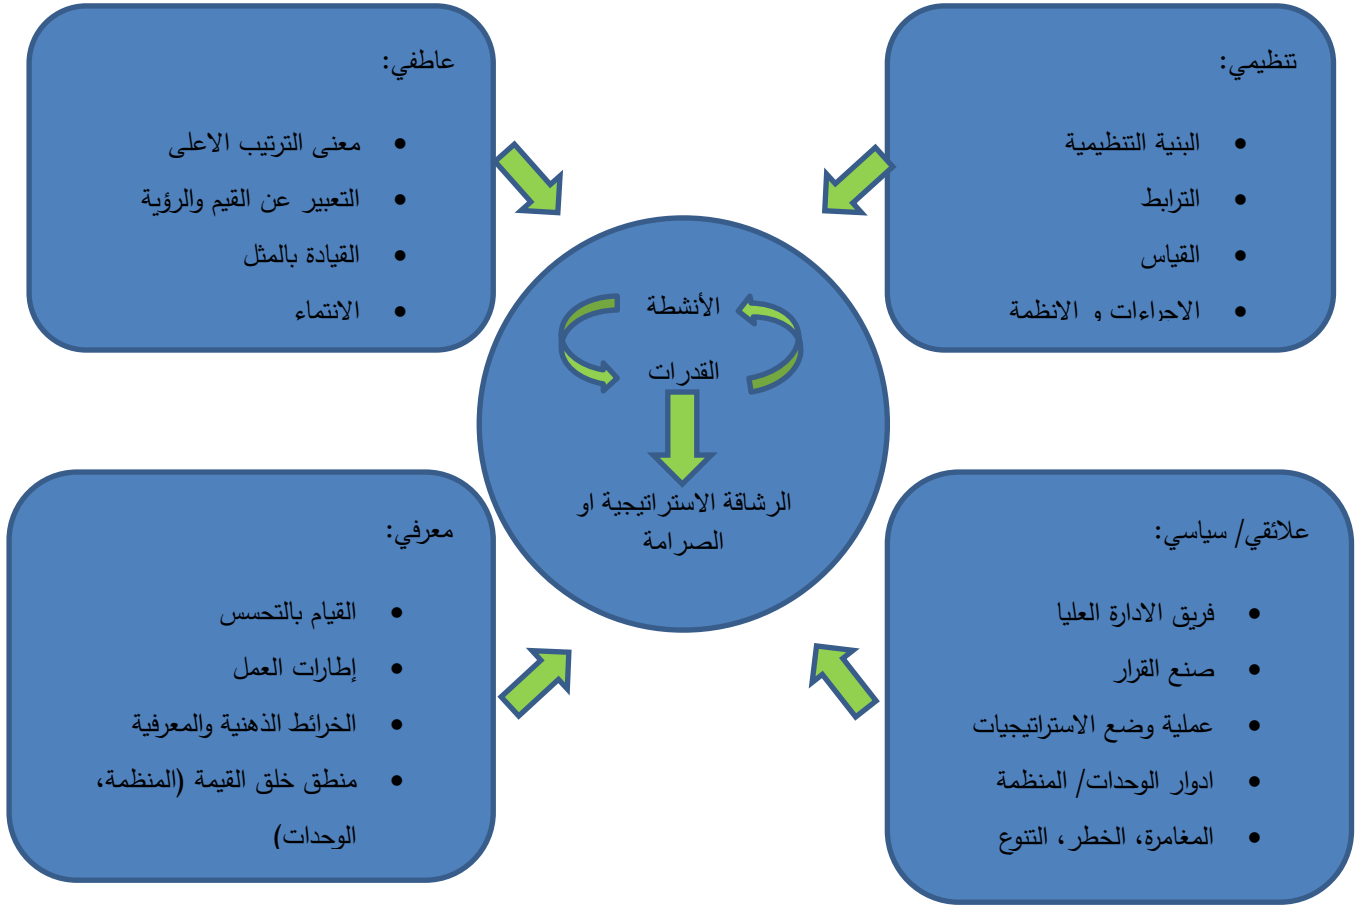 تنظيمي:
• البنية التنظيمية
• الترابط
• القياس
• الاجراءات و الانظمة
عاطفي:
• معنى الترتيب الاعلى
• التعبير عن القيم والرؤية
• القيادة بالمثل
• الانتماء
الأنشطة
القدرات
الرشاقة الاستراتيجية او
الصرامة
علائقي/ سياسي:
• فريق الادارة العليا
• صنع القرار
• عملية وضع الاستراتيجيات
• ادوار الوحدات/ المنظمة
• المغامرة، الخطر، التنوع
معرفي:
• القيام بالتحسس
• إطارات العمل
• الخرائط الذهنية والمعرفية
• منطق خلق القيمة (المنظمة،
الوحدات)